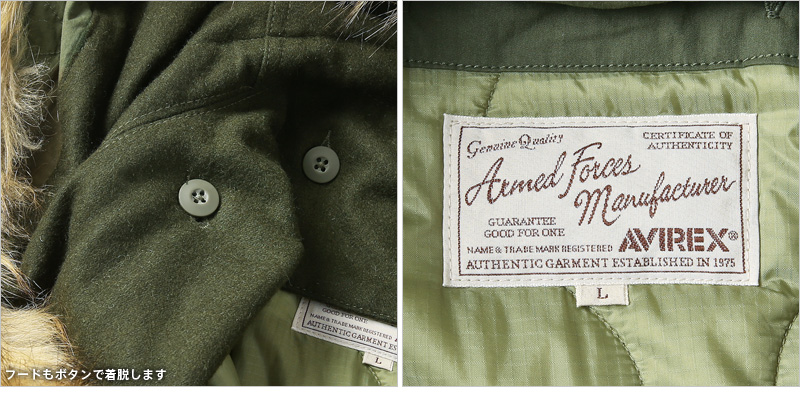 GOOD FOR ONE
NAME & TRADE MARK REGISTERED
AUTHENTIC GARMENT ES
L
フードもボタンで着脱します
Genuine Quality
CERTIFICATE OF
AUTHENTICITY
Armed Forces
Manufacturer
GUARANTEE
GOOD FOR ONE
NAME & TRADE MARK REGISTERED
AVIREX®
AUTHENTIC GARMENT ESTABLISHED IN 1975
L